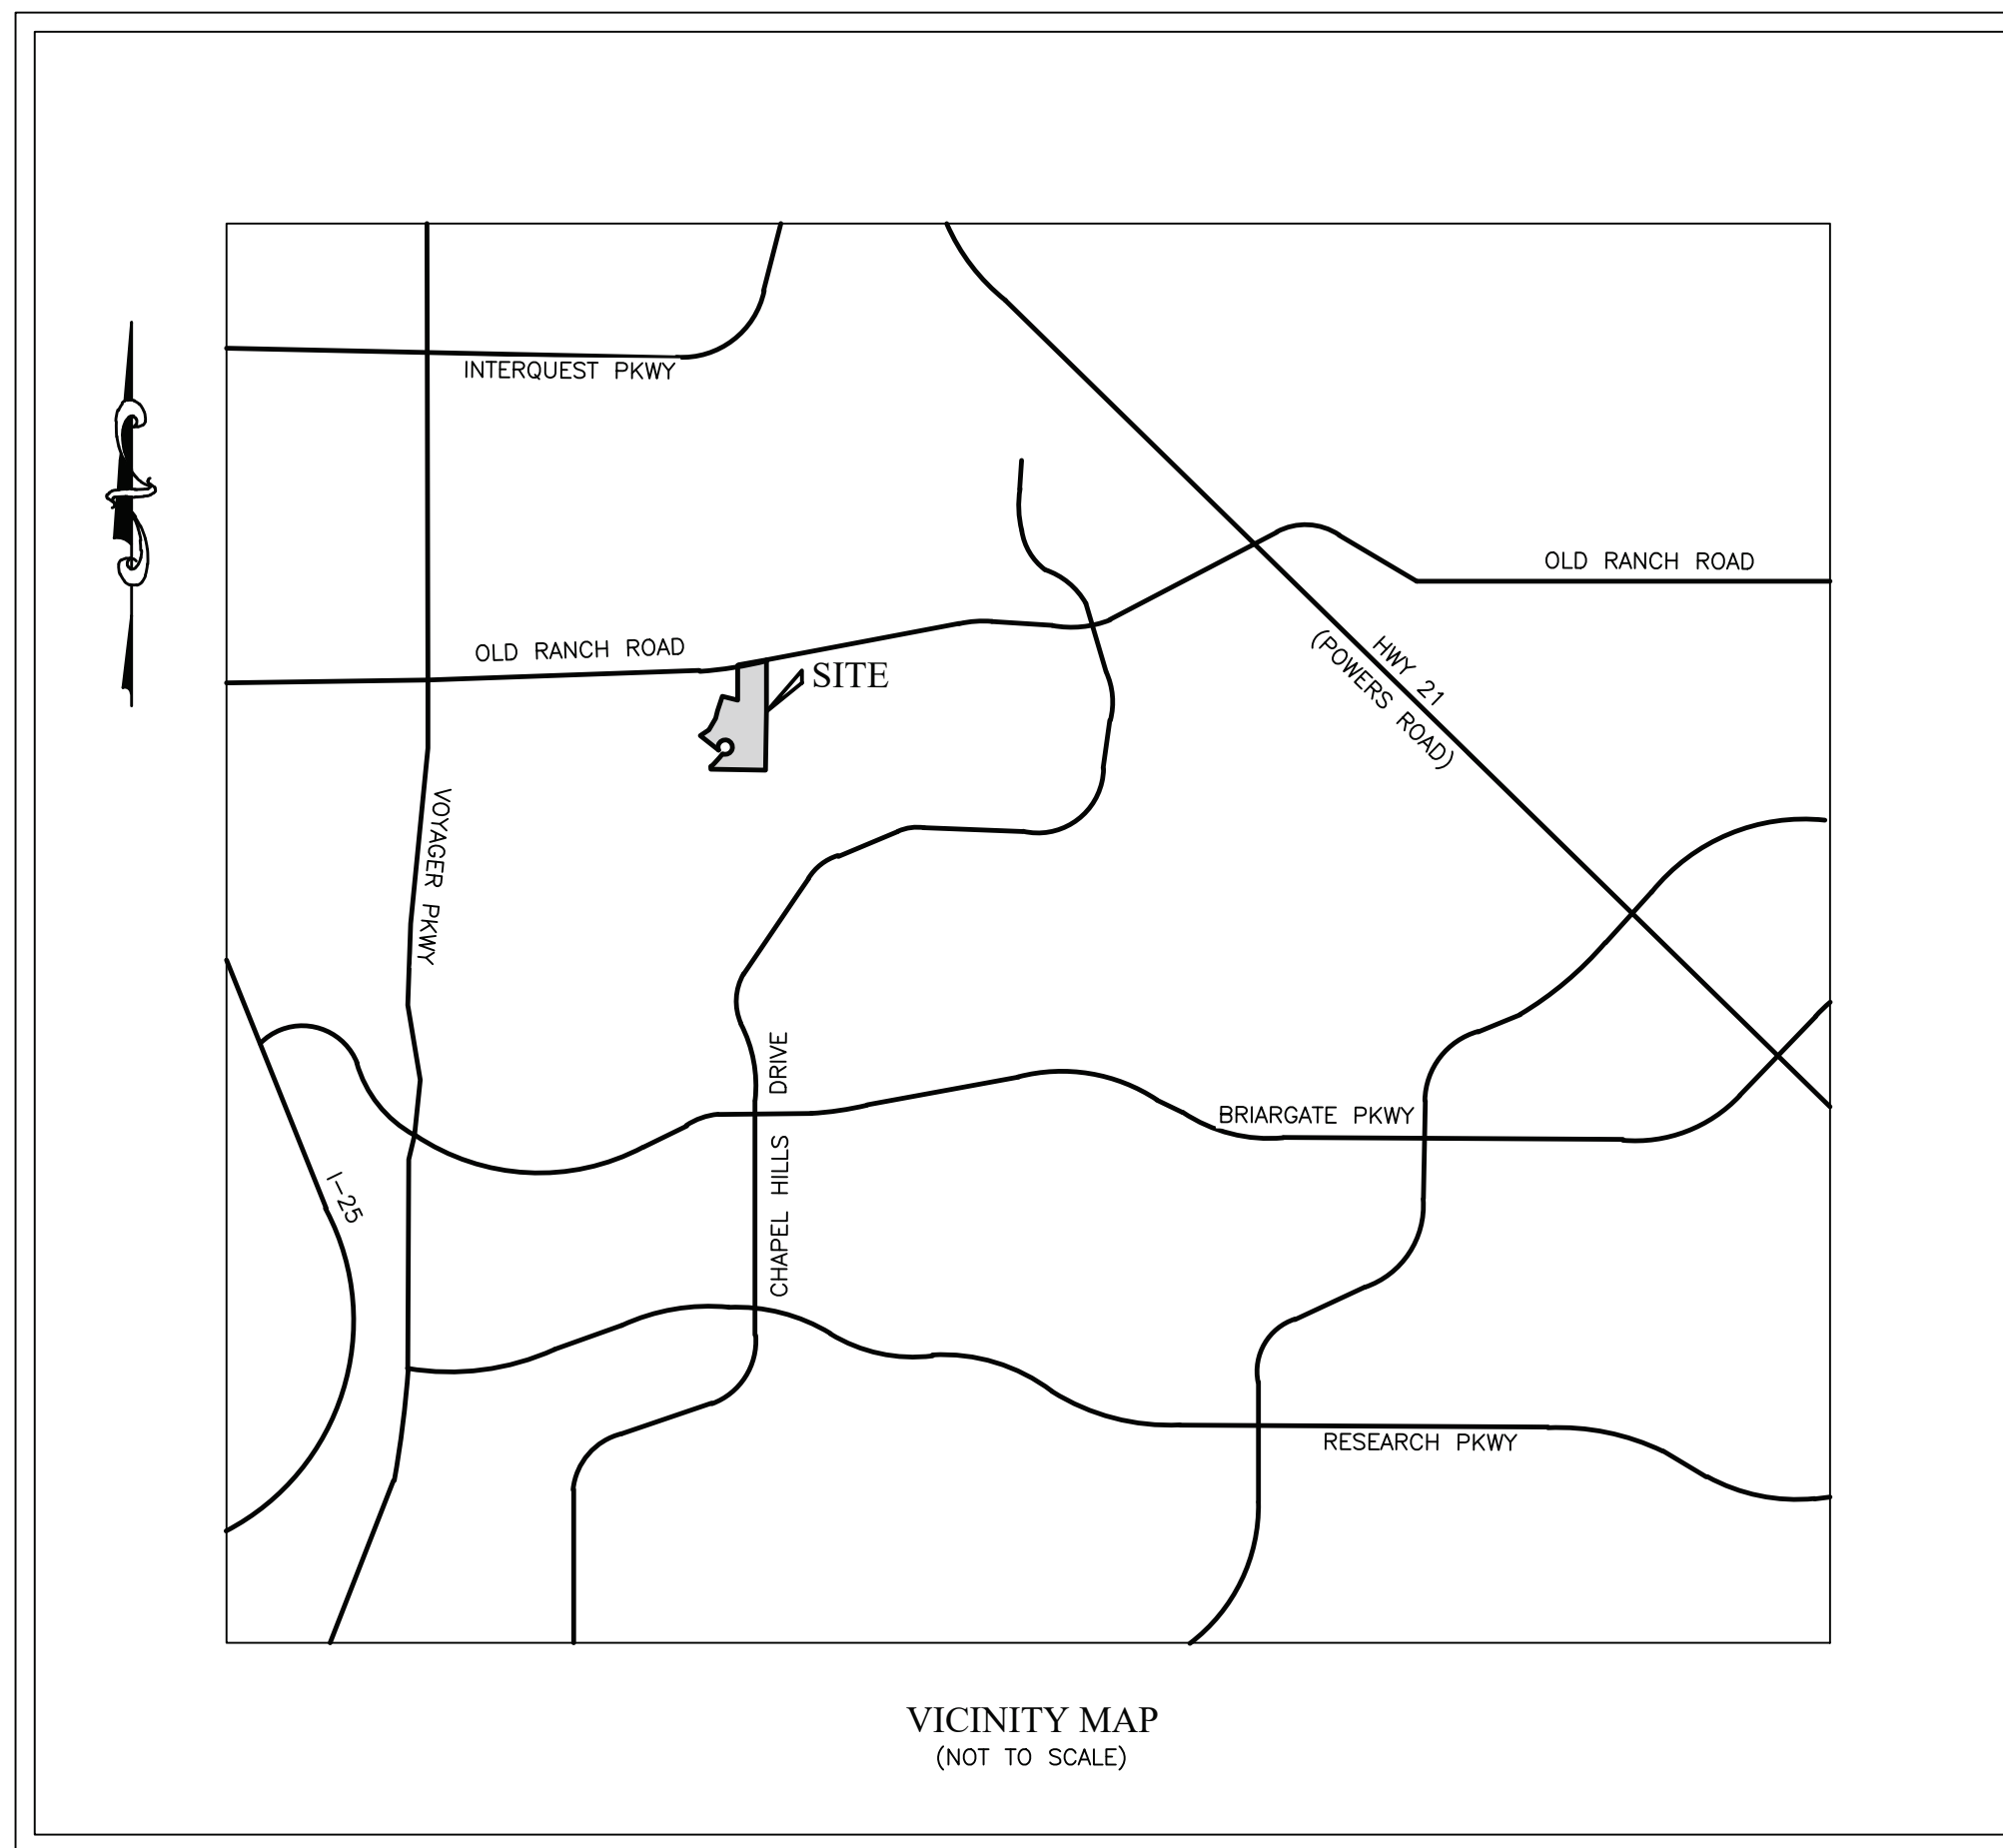 INTERQUEST PKWY
OLD RANCH ROAD
OLD RANCH ROAD
SITE
HWY 21
(POWERS ROAD)
VOYAGER PKWY
CHAPEL HILLS DRIVE
BRIARGATE PKWY
I-25
RESEARCH PKWY
VICINITY MAP
(NOT TO SCALE)